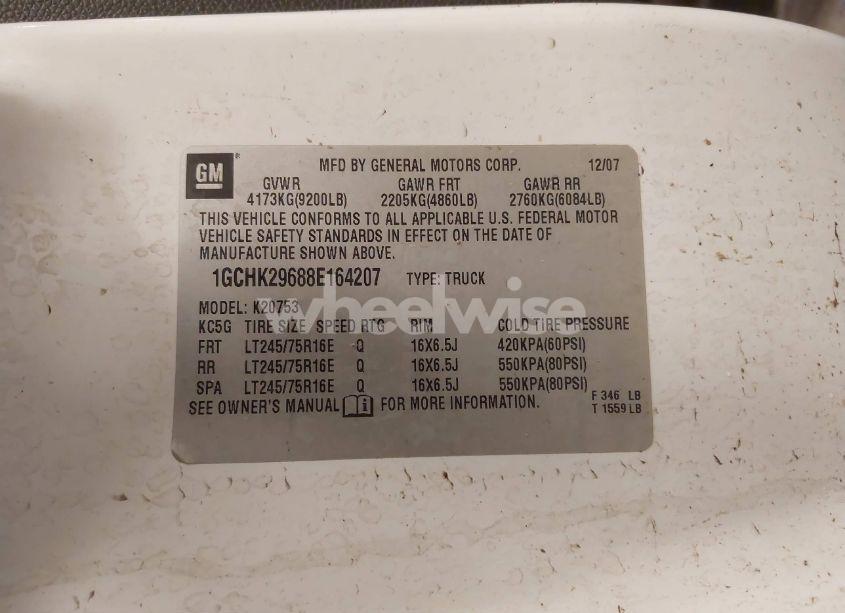 GM
MFD BY GENERAL MOTORS CORP. 12/07
GVWR GAWR FRT GAWR RR
4173KG(9200LB) 2205KG(4860LB) 2760KG(6084LB)
THIS VEHICLE CONFORMS TO ALL APPLICABLE U.S. FEDERAL MOTOR
VEHICLE SAFETY STANDARDS IN EFFECT ON THE DATE OF
MANUFACTURE SHOWN ABOVE.
1GCHK29688E164207 TYPE: TRUCK
MODEL: K20753
wheelwise
KC5G TIRE SIZE SPEED RTG RIM COLD TIRE PRESSURE
FRT LT245/75R16E Q 16X6.5J 420KPA(60PSI)
RR LT245/75R16E Q 16X6.5J 550KPA(80PSI)
SPA LT245/75R16E Q 16X6.5J 550KPA(80PSI)
SEE OWNER'S MANUAL i FOR MORE INFORMATION.
F 346 LB
T 1559 LB